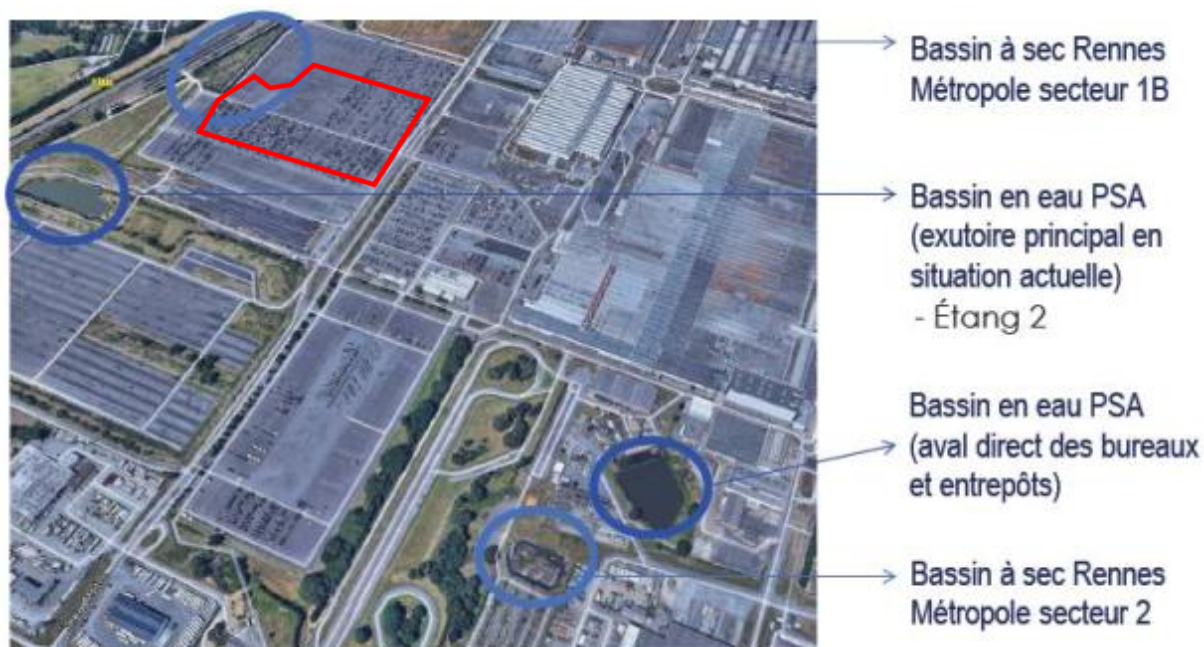 Bassin à sec Rennes
Métropole secteur 1B
Bassin en eau PSA
(exutoire principal en
situation actuelle)
- Étang 2
Bassin en eau PSA
(aval direct des bureaux
et entrepôts)
Bassin à sec Rennes
Métropole secteur 2